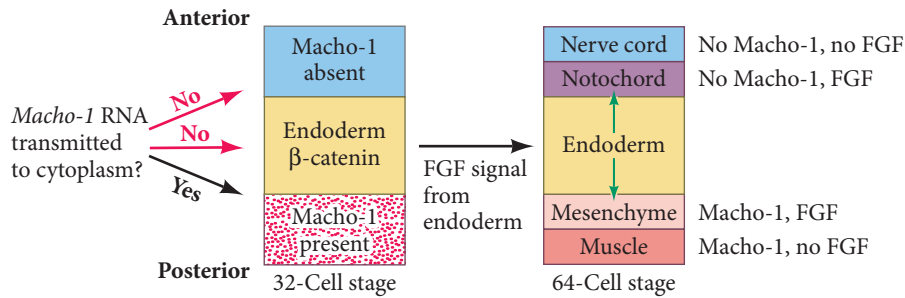 Anterior
Macho-1
absent
Nerve cord
No Macho-1, no FGF
Notochord
No Macho-1, FGF
No
Macho-1 RNA
transmitted
to cytoplasm?
No
Yes
Endoderm
β-catenin
FGF signal
from
endoderm
Endoderm
Macho-1
present
Mesenchyme
Macho-1, FGF
Muscle
Macho-1, no FGF
Posterior
32-Cell stage
64-Cell stage